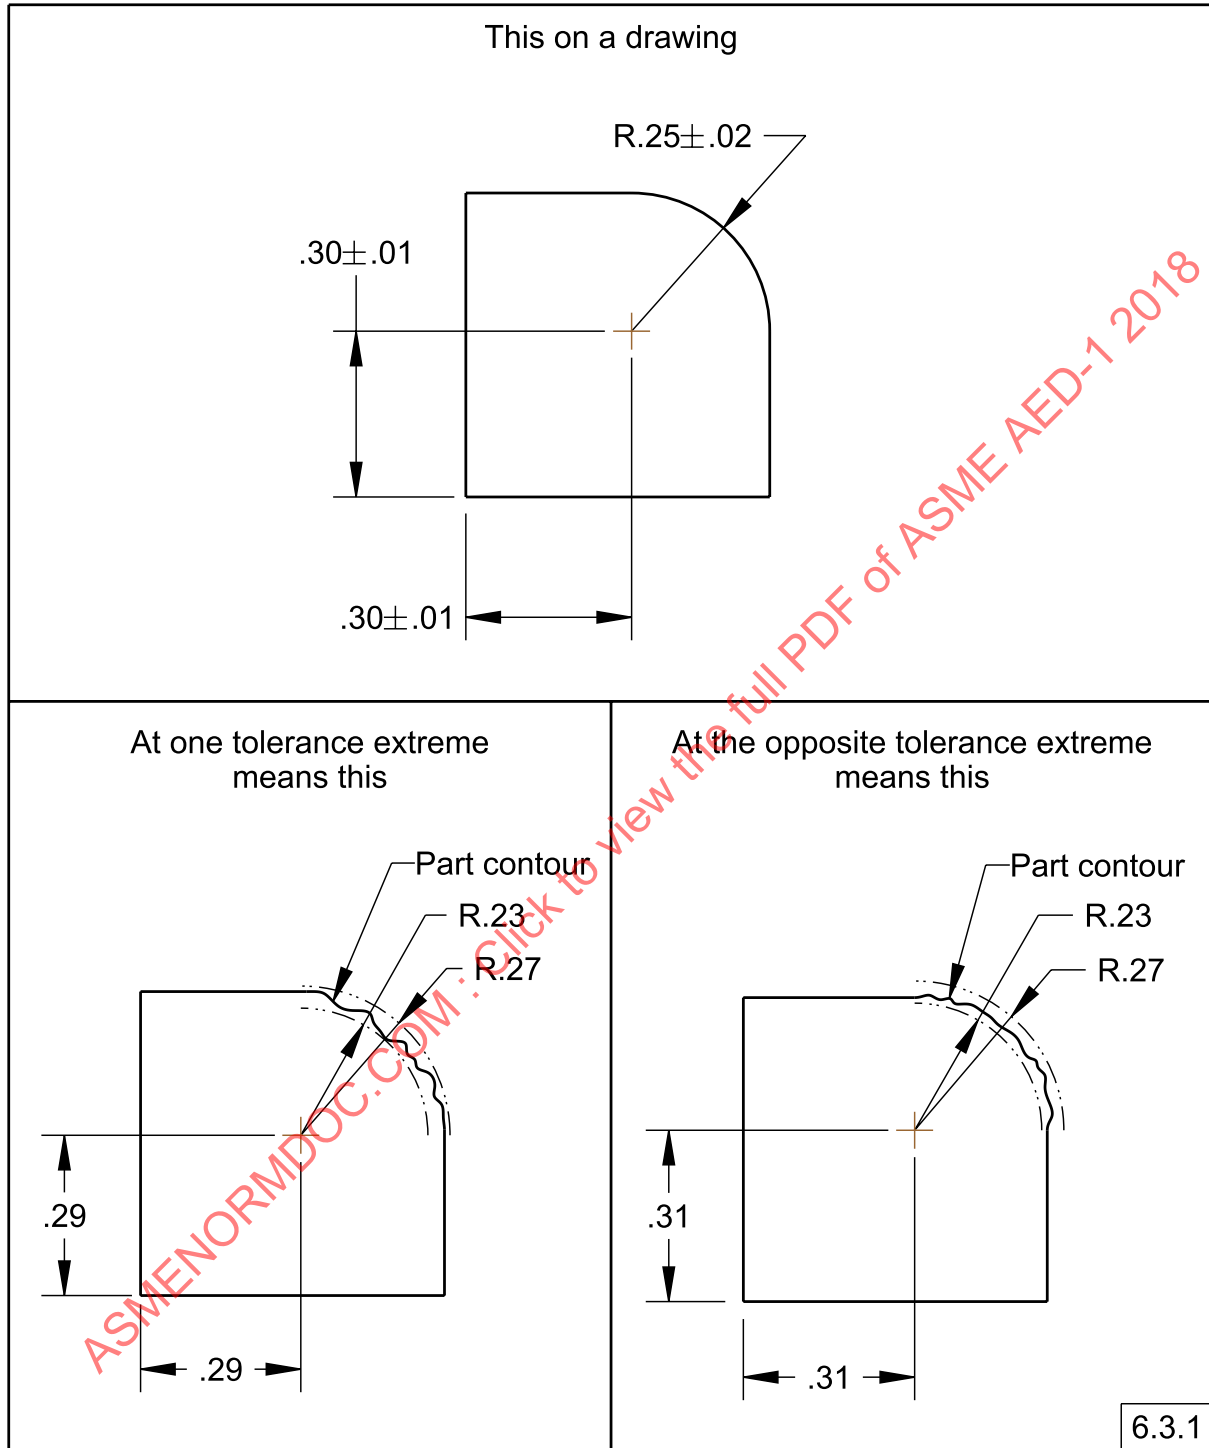 This on a drawing
R.25±.02
.30±.01
.30±.01
At one tolerance extreme
means this
Part contour
R.23
R.27
.29
.29
At the opposite tolerance extreme
means this
Part contour
R.23
R.27
.31
.31
6.3.1
ASMENORMDOC.COM : Click to view the full PDF of ASME AED-1 2018